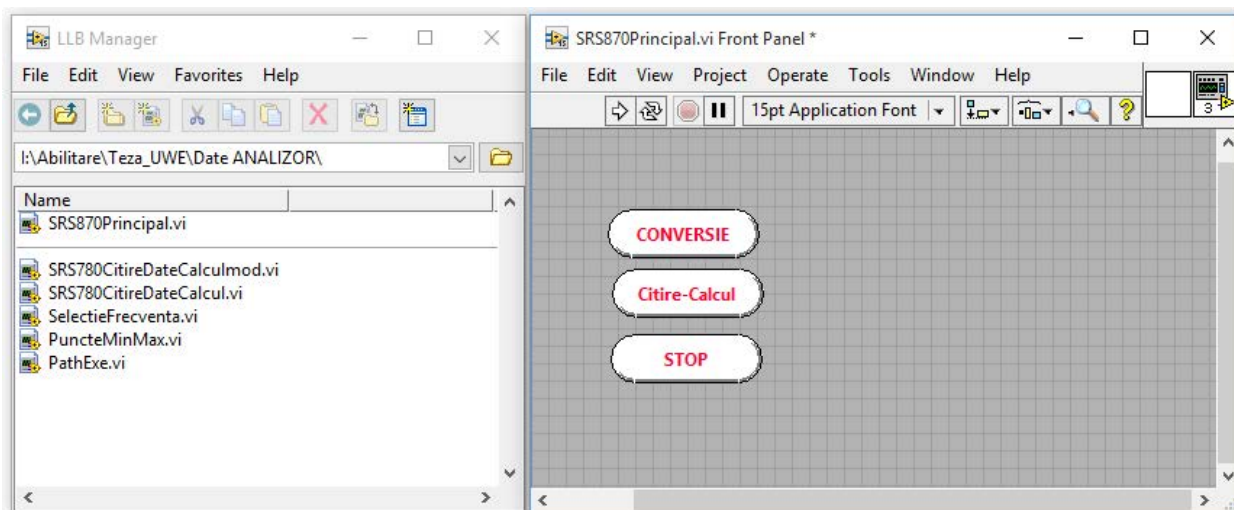 LLB Manager
File Edit View Favorites Help
I:\Abilitare\Teza_UWE\Date ANALIZOR\
Name
SRS870Principal.vi
SRS780CitireDateCalculmod.vi
SRS780CitireDateCalcul.vi
SelectieFrecventa.vi
PuncteMinMax.vi
PathExe.vi
SRS870Principal.vi Front Panel *
File Edit View Project Operate Tools Window Help
15pt Application Font
3
CONVERSIE
Citire-Calcul
STOP